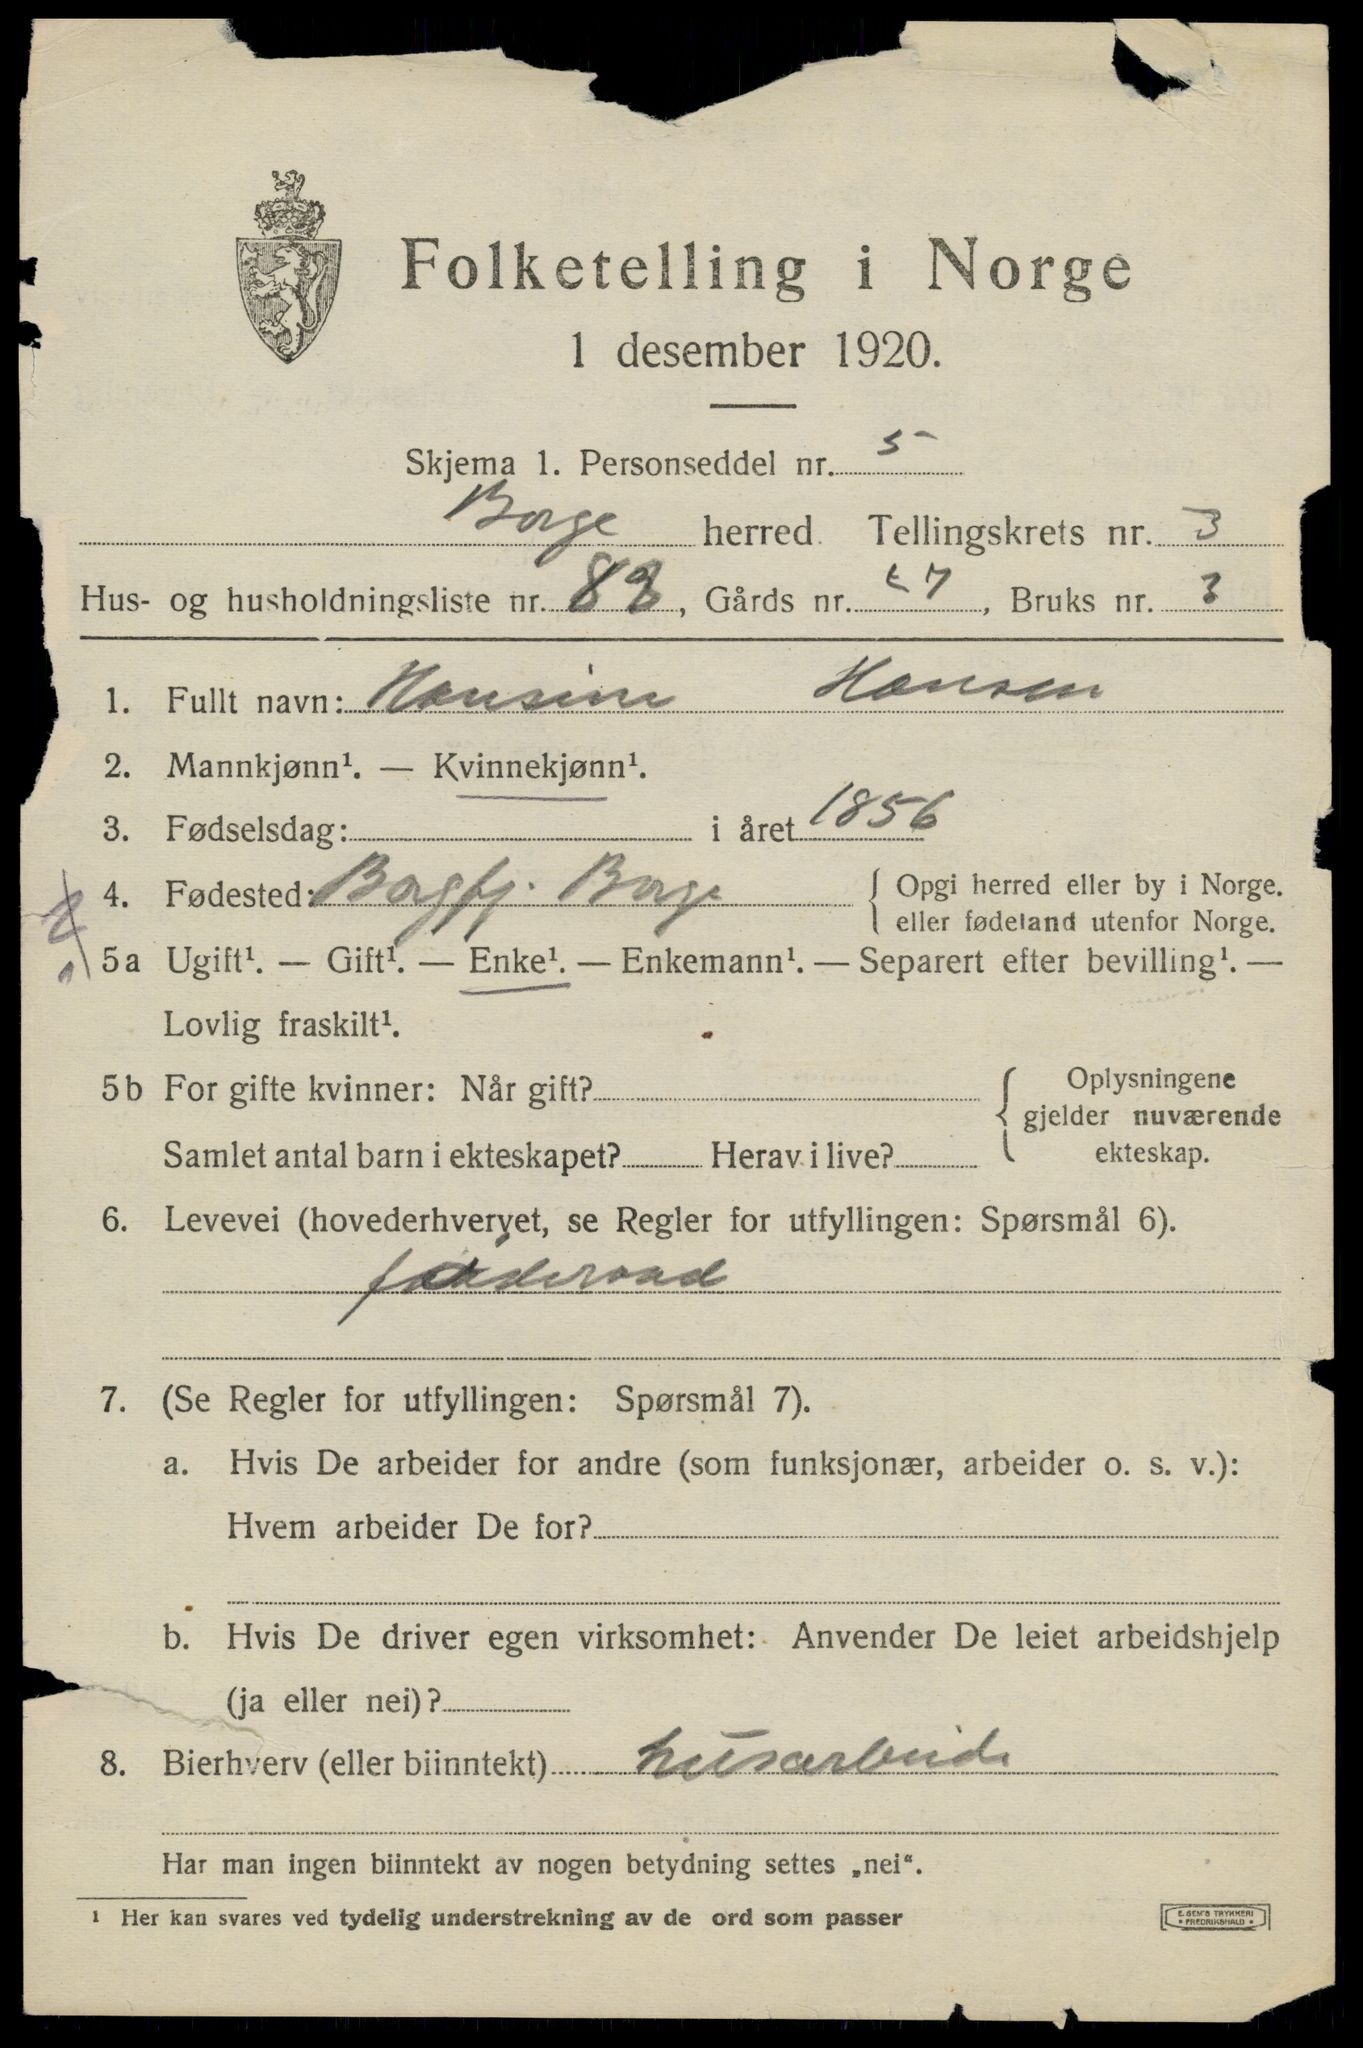 Folketelling i Norge
1 desember 1920.
Skjema 1. Personseddel nr. 5
Borge herred Tellingskrets nr. 3
Hus- og husholdningsliste nr. 83, Gårds nr. 47, Bruks nr. 3
1. Fullt navn: Hansine Hansen
2. Mannkjønn¹. — Kvinnekjønn¹.
3. Fødselsdag: i året 1856
4. Fødested: Borge
Opgi herred eller by i Norge.
eller fødeland utenfor Norge.
5a Ugift¹. — Gift¹. — Enke¹. — Enkemann¹. — Separert efter bevilling¹. —
Lovlig fraskilt¹.
5b For gifte kvinner: Når gift?
Samlet antal barn i ekteskapet? Herav i live?
Oplysningene
gjelder nuværende
ekteskap.
6. Levevei (hovederhvervet, se Regler for utfyllingen: Spørsmål 6).
føderaad
7. (Se Regler for utfyllingen: Spørsmål 7).
a. Hvis De arbeider for andre (som funksjonær, arbeider o. s. v.):
Hvem arbeider De for?
b. Hvis De driver egen virksomhet: Anvender De leiet arbeidshjelp
(ja eller nei)?
8. Bierhverv (eller biinntekt) husarbeide
Har man ingen biinntekt av nogen betydning settes „nei“.
¹ Her kan svares ved tydelig understrekning av de ord som passer
E. SEM'S TRYKKERI
• FREDRIKSHALD •